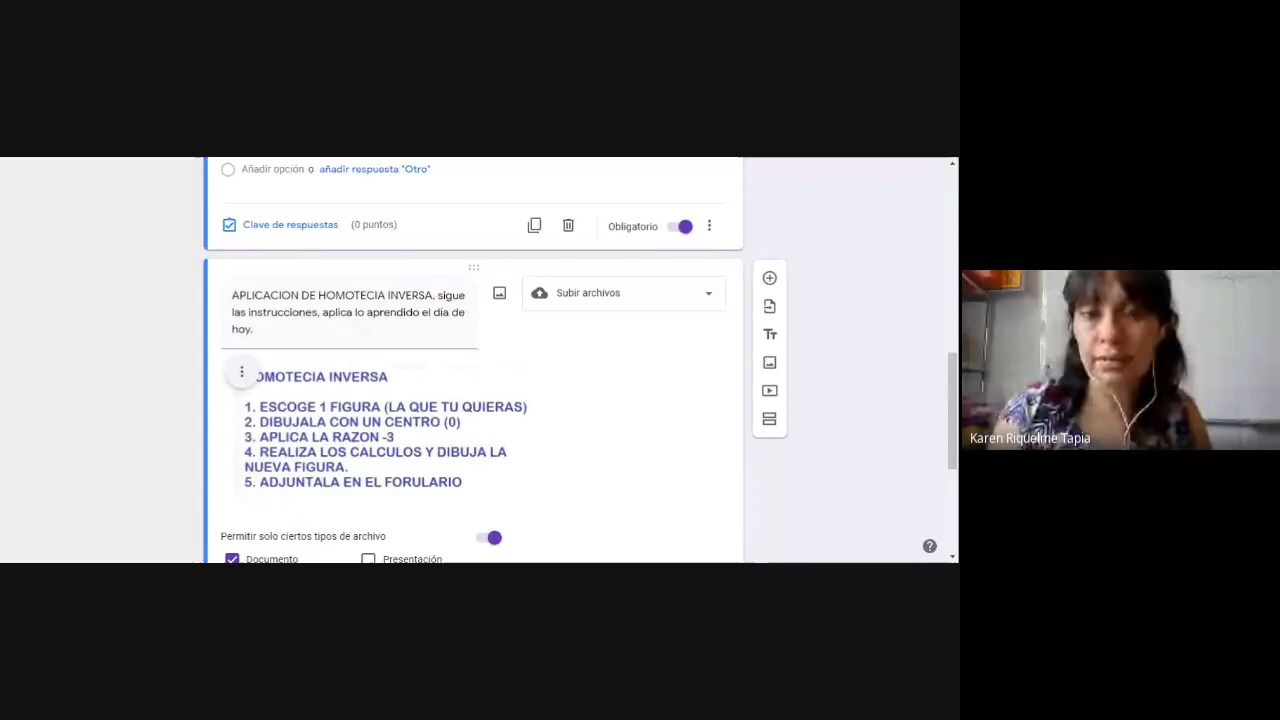 Añadir opción o añadir respuesta "Otro"
Clave de respuestas (0 puntos)
Obligatorio
APLICACION DE HOMOTECIA INVERSA, sigue
las instrucciones, aplica lo aprendido el día de
hoy.
Subir archivos
OMOTECIA INVERSA
1. ESCOGE 1 FIGURA (LA QUE TU QUIERAS)
2. DIBUJALA CON UN CENTRO (0)
3. APLICA LA RAZON -3
4. REALIZA LOS CALCULOS Y DIBUJA LA
NUEVA FIGURA.
5. ADJUNTALA EN EL FORULARIO
Permitir solo ciertos tipos de archivo
Documento Presentación
Tт
Karen Riquelme Tapia